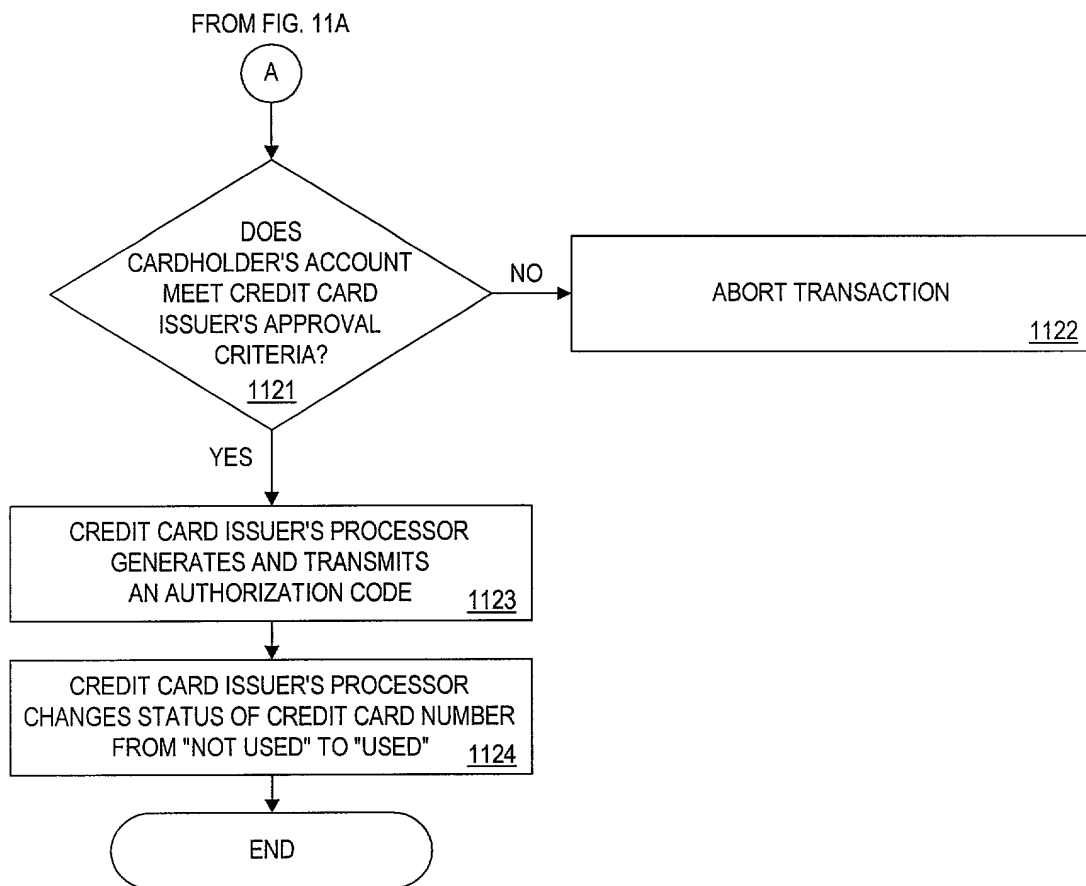 FROM FIG. 11A
A
DOES
CARDHOLDER'S ACCOUNT
MEET CREDIT CARD
ISSUER'S APPROVAL
CRITERIA?
1121
NO
ABORT TRANSACTION
1122
YES
CREDIT CARD ISSUER'S PROCESSOR
GENERATES AND TRANSMITS
AN AUTHORIZATION CODE
1123
CREDIT CARD ISSUER'S PROCESSOR
CHANGES STATUS OF CREDIT CARD NUMBER
FROM "NOT USED" TO "USED"
1124
END